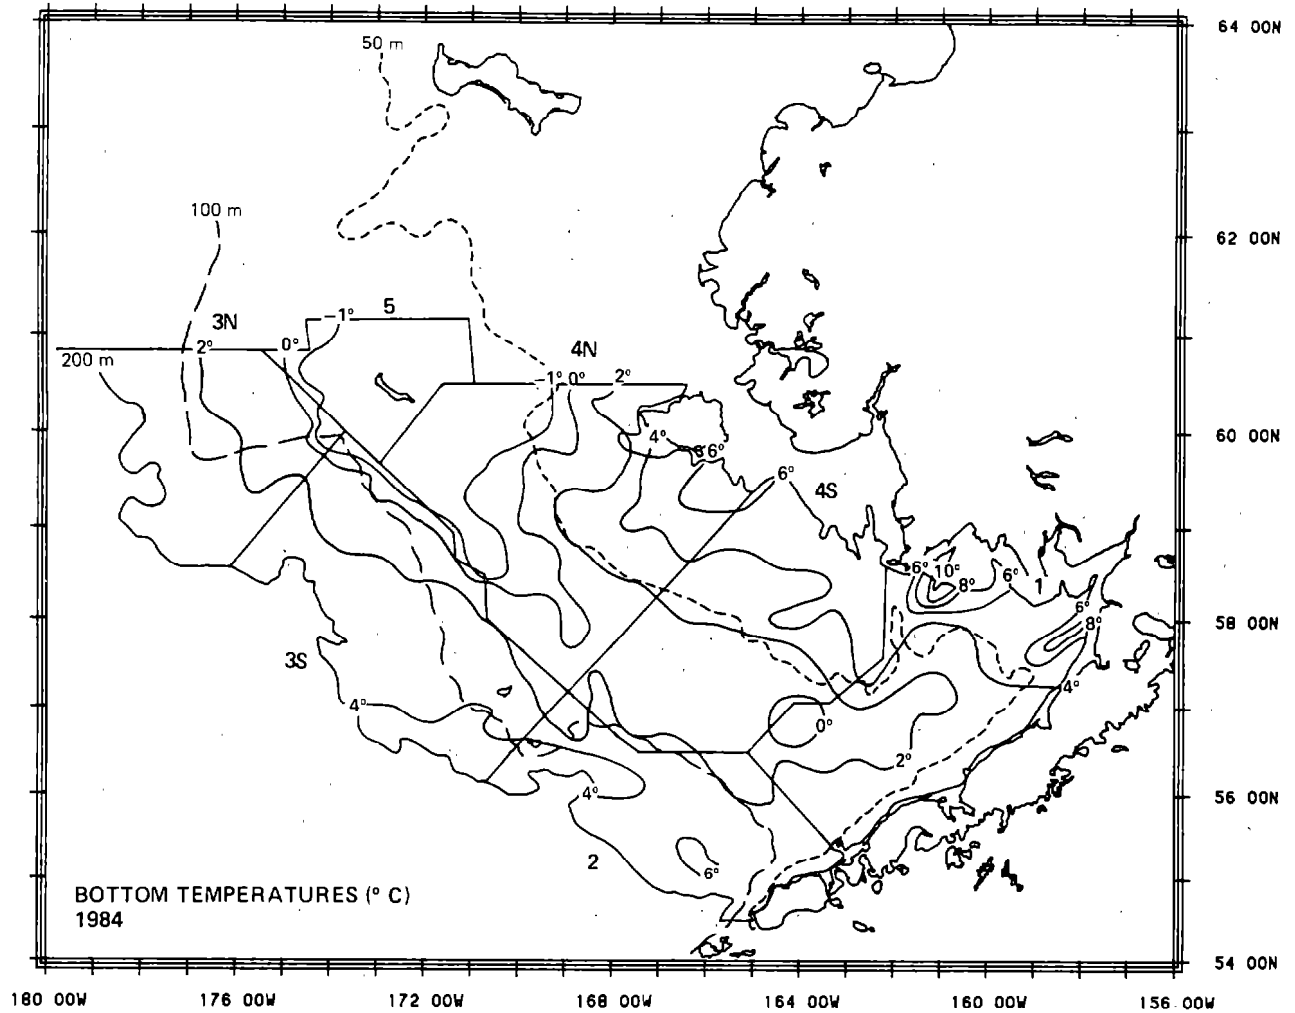 64 00N
50 m
100 m
62 00N
-1°
5
3N
2°
0°
200 m
4N
-1°
0°
2°
60 00N
4°
6°
6°
6°
4S
6°
10°
8°
6°
1
6°
8°
58 00N
3S
4°
4°
0°
2°
4°
56 00N
2
6°
BOTTOM TEMPERATURES (° C)
1984
54 00N
180 00W
176 00W
172 00W
168 00W
164 00W
160 00W
156 00W